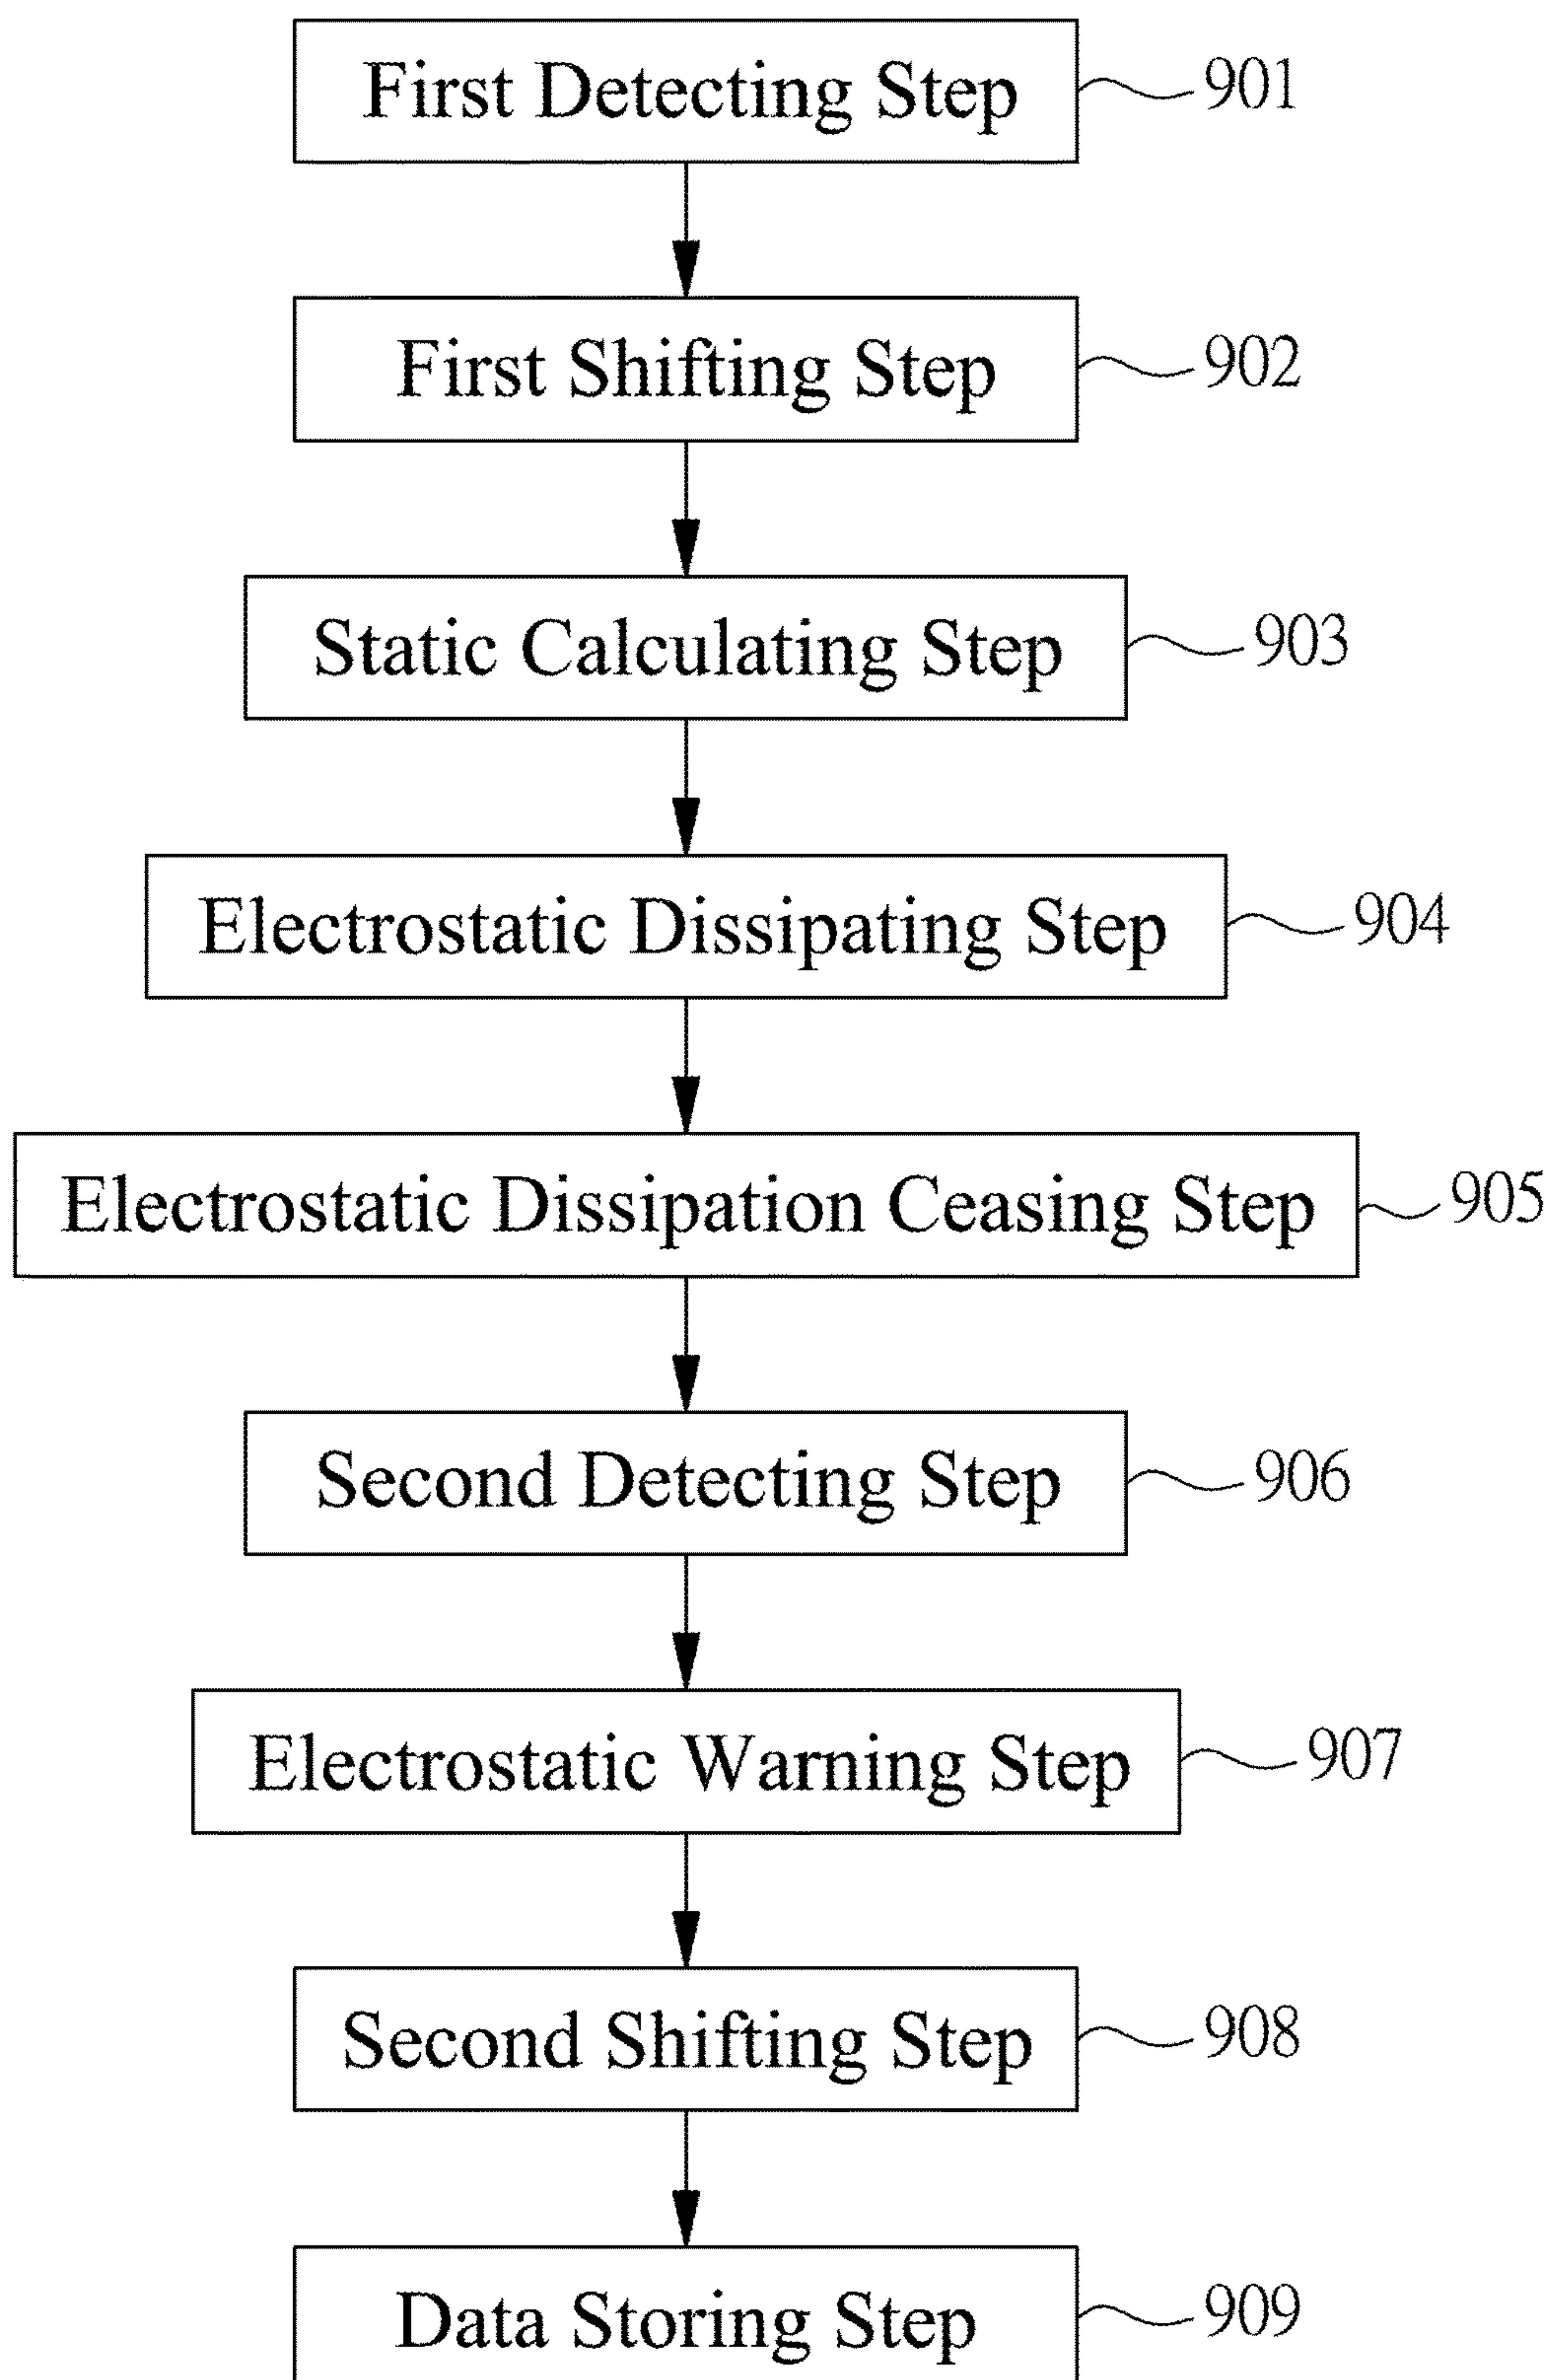 First Detecting Step 901
First Shifting Step 902
Static Calculating Step 903
Electrostatic Dissipating Step 904
Electrostatic Dissipation Ceasing Step 905
Second Detecting Step 906
Electrostatic Warning Step 907
Second Shifting Step 908
Data Storing Step 909